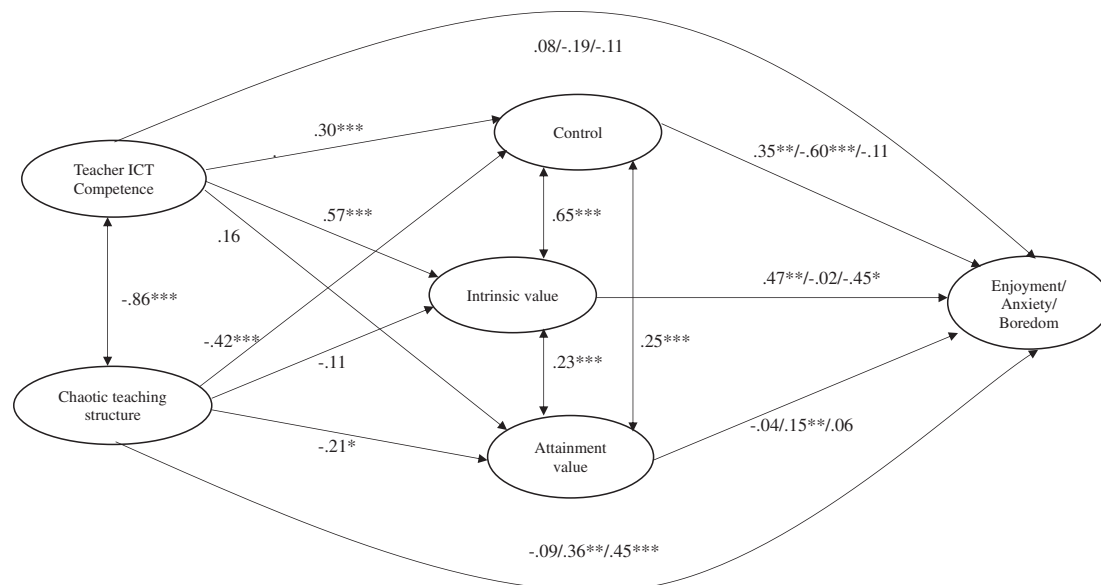 .08/-.19/-.11
Control
.30***
.35**/-.60***/-.11
Teacher ICT
Competence
.57***
.65***
.16
.47**/-.02/-.45*
Intrinsic value
Enjoyment/
Anxiety/
Boredom
-.86***
-.42***
-.11
.25***
.23***
Chaotic teaching
structure
-.04/.15**/.06
-.21*
Attainment
value
-.09/.36**/.45***